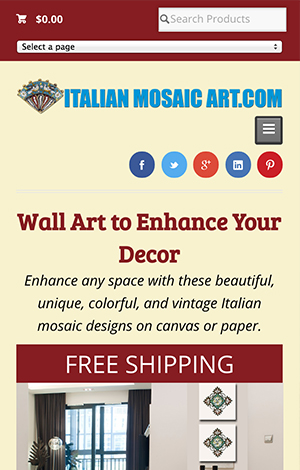 $0.00
Search Products
Select a page
ITALIAN MOSAIC ART.COM
f
g+
in
Wall Art to Enhance Your
Decor
Enhance any space with these beautiful,
unique, colorful, and vintage Italian
mosaic designs on canvas or paper.
FREE SHIPPING